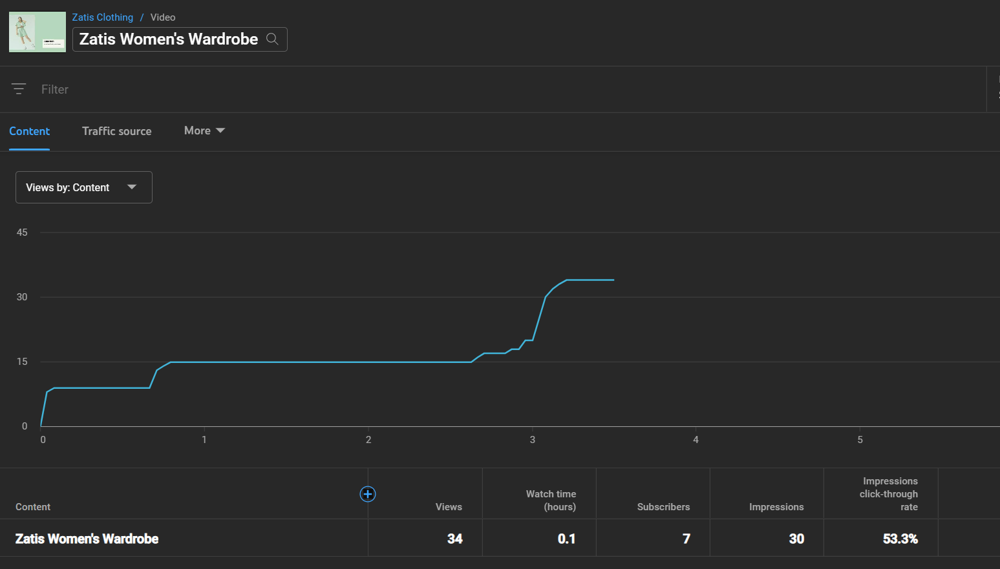 Zatis Clothing / Video
Zatis Women's Wardrobe
Filter
Content Traffic source More
Views by: Content
45
30
15
0
0 1 2 3 4 5
Content Views Watch time (hours) Subscribers Impressions Impressions click-through rate
Zatis Women's Wardrobe 34 0.1 7 30 53.3%